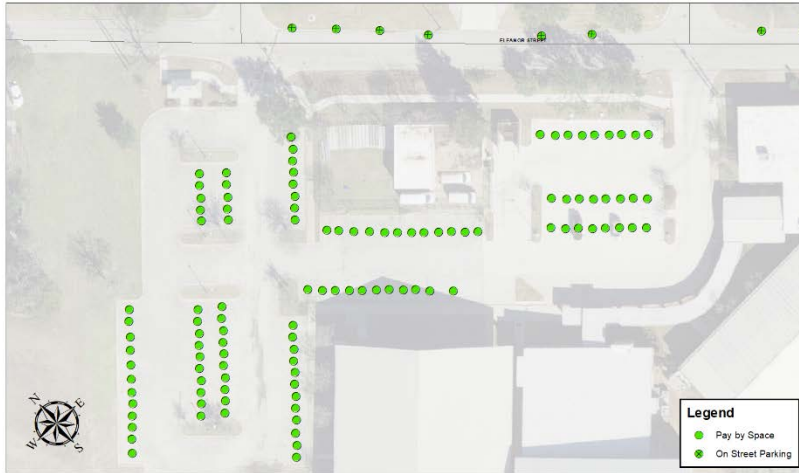 ELEANOR STREET
N
E
W
S
Legend
Pay by Space
On Street Parking